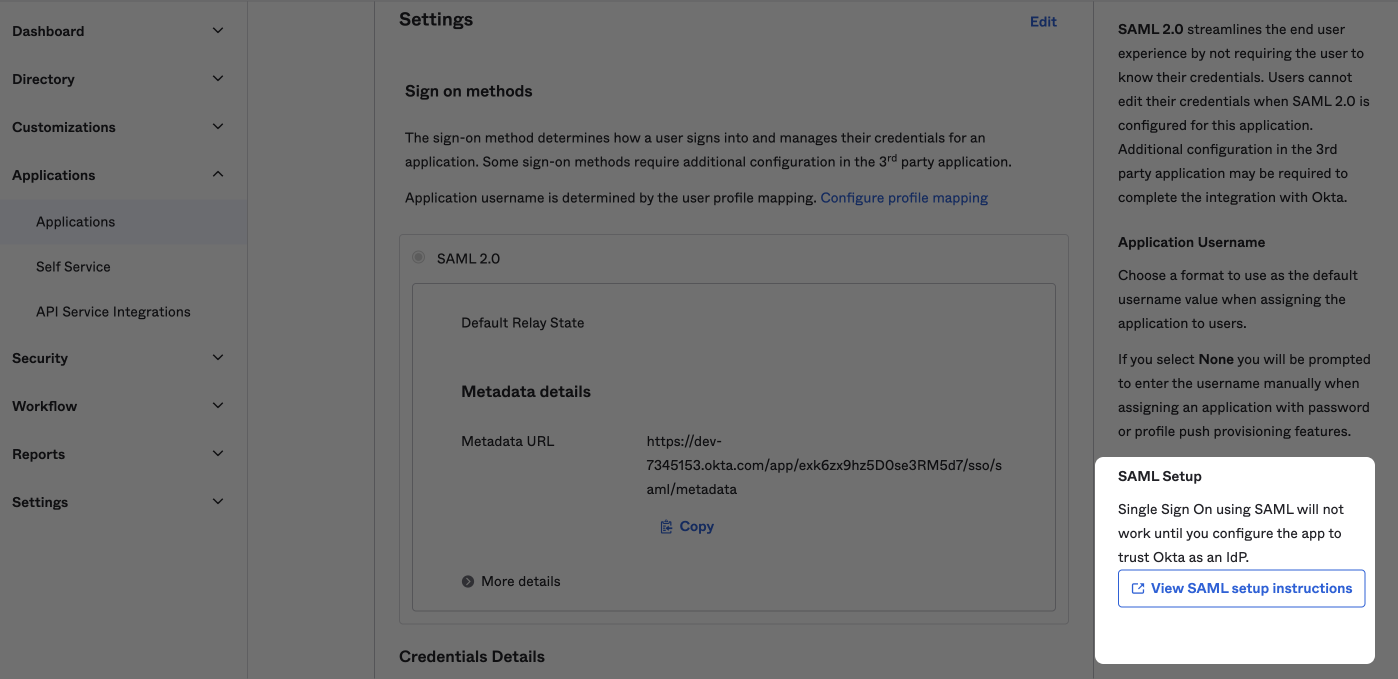 Dashboard
Directory
Customizations
Applications
Applications
Self Service
API Service Integrations
Security
Workflow
Reports
Settings
Settings
Edit
Sign on methods
The sign-on method determines how a user signs into and manages their credentials for an
application. Some sign-on methods require additional configuration in the 3rd party application.
Application username is determined by the user profile mapping. Configure profile mapping
SAML 2.0
Default Relay State
Metadata details
Metadata URL
https://dev-
7345153.okta.com/app/exk6zx9hz5D0se3RM5d7/sso/s
aml/metadata
Copy
More details
Credentials Details
SAML 2.0 streamlines the end user
experience by not requiring the user to
know their credentials. Users cannot
edit their credentials when SAML 2.0 is
configured for this application.
Additional configuration in the 3rd
party application may be required to
complete the integration with Okta.
Application Username
Choose a format to use as the default
username value when assigning the
application to users.
If you select None you will be prompted
to enter the username manually when
assigning an application with password
or profile push provisioning features.
SAML Setup
Single Sign On using SAML will not
work until you configure the app to
trust Okta as an IdP.
View SAML setup instructions